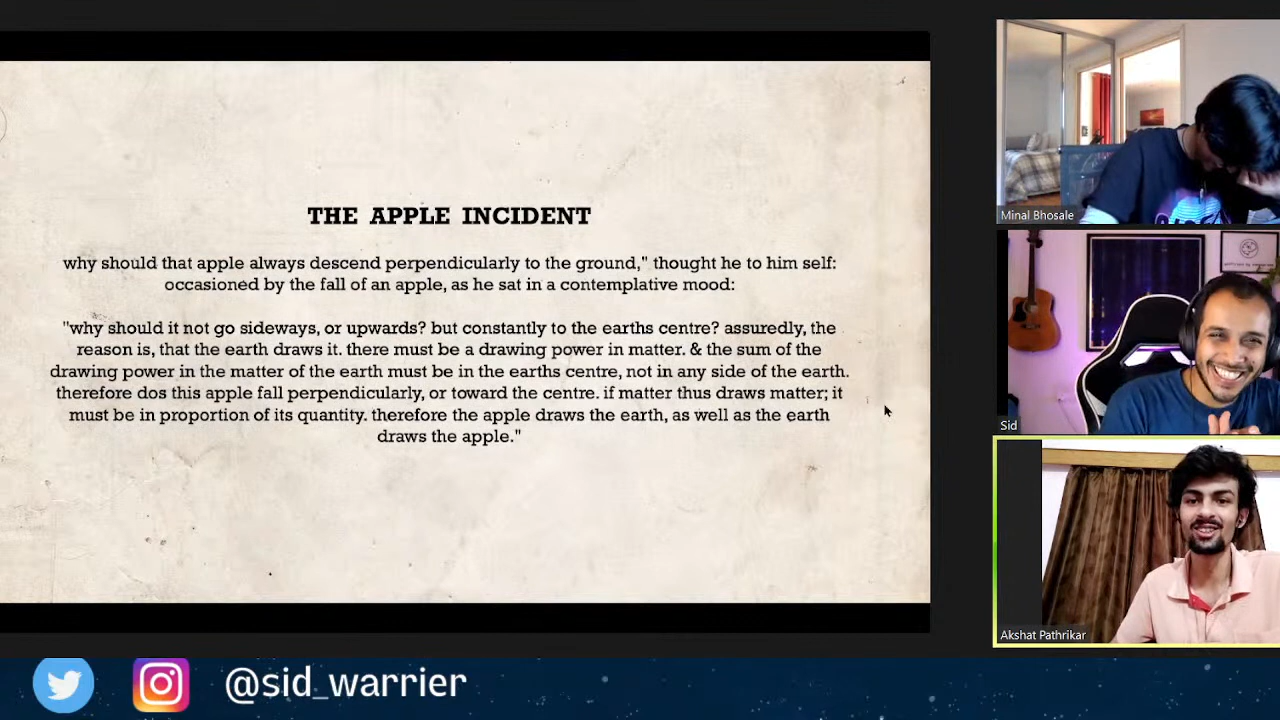 THE APPLE INCIDENT
why should that apple always descend perpendicularly to the ground," thought he to him self:
occasioned by the fall of an apple, as he sat in a contemplative mood:
"why should it not go sideways, or upwards? but constantly to the earths centre? assuredly, the
reason is, that the earth draws it. there must be a drawing power in matter. & the sum of the
drawing power in the matter of the earth must be in the earths centre, not in any side of the earth.
therefore dos this apple fall perpendicularly, or toward the centre. if matter thus draws matter; it
must be in proportion of its quantity. therefore the apple draws the earth, as well as the earth
draws the apple."
Minal Bhosale
Sid
Akshat Pathrikar
@sid_warrier